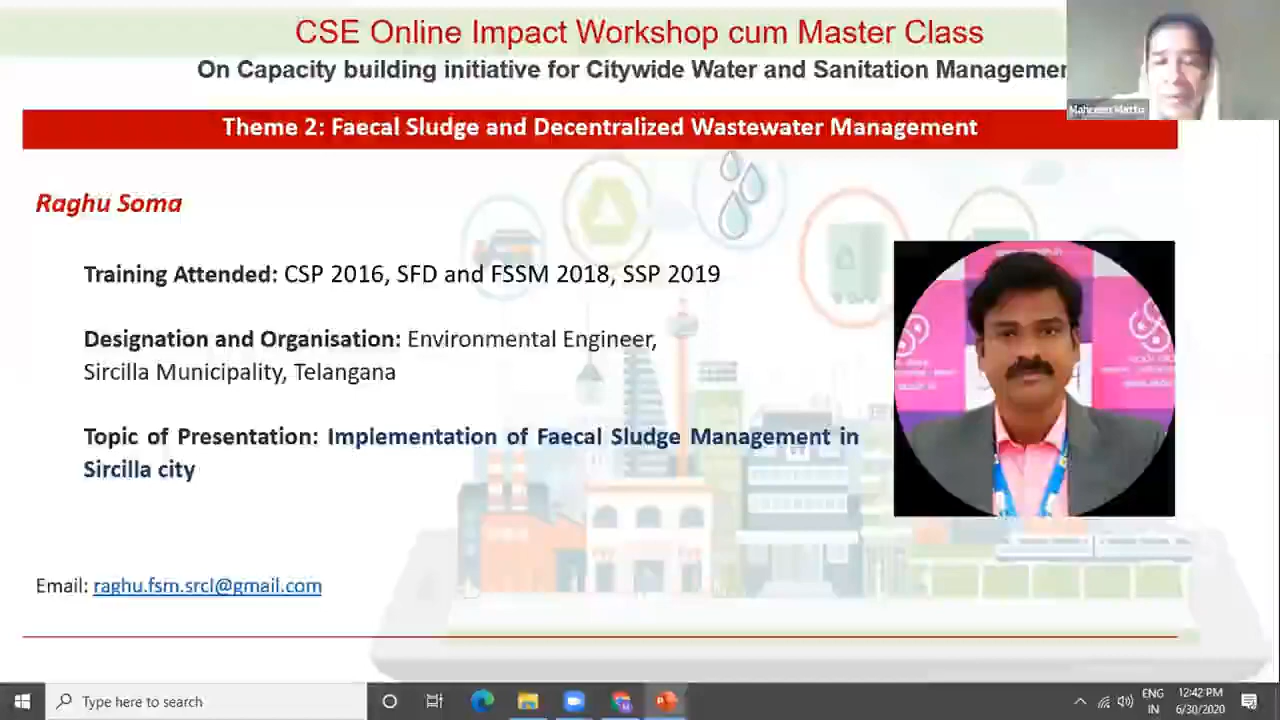 CSE Online Impact Workshop cum Master Class
On Capacity building initiative for Citywide Water and Sanitation Managemen
Theme 2: Faecal Sludge and Decentralized Wastewater Management
Raghu Soma
Training Attended: CSP 2016, SFD and FSSM 2018, SSP 2019
Designation and Organisation: Environmental Engineer,
Sircilla Municipality, Telangana
Topic of Presentation: Implementation of Faecal Sludge Management in
Sircilla city
Email: raghu.fsm.srcl@gmail.com
Type here to search
ENG
IN
12:42 PM
6/30/2020